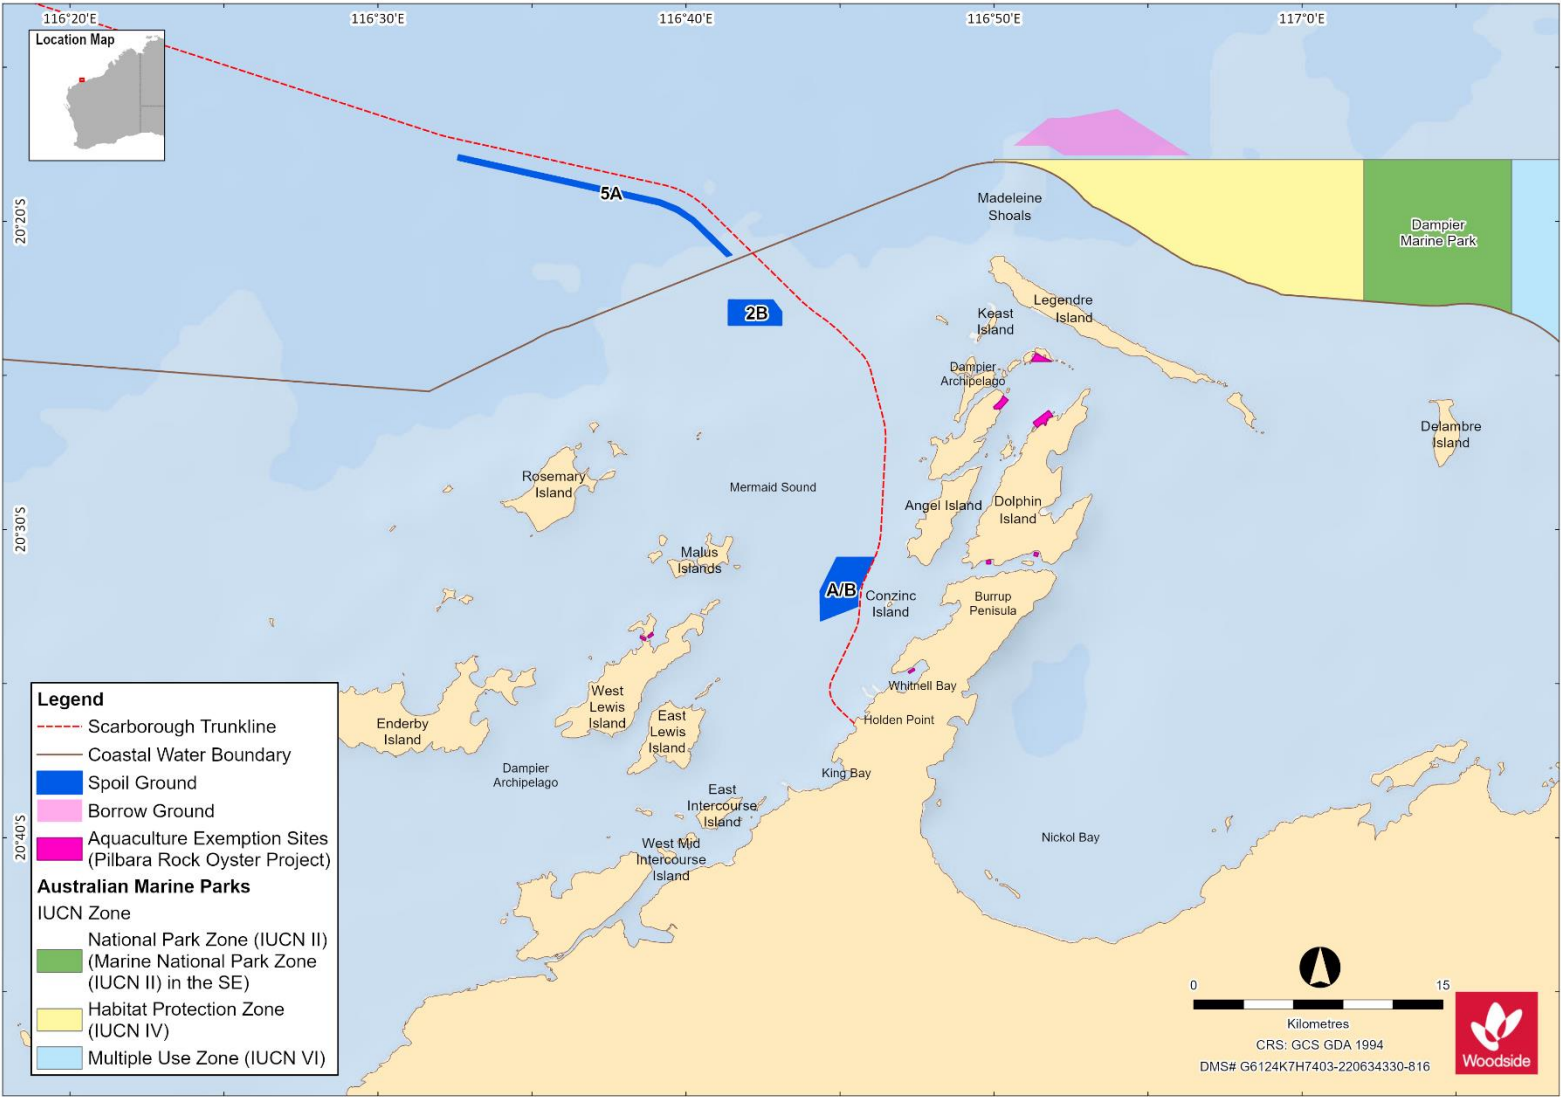 116°20'E
116°30'E
116°40'E
116°50'E
117°0'E
Location Map
20°20'S
20°30'S
20°40'S
5A
2B
A/B
Madeleine
Shoals
Dampier
Marine Park
Legendre
Island
Keast
Island
Dampier
Archipelago
Delambre
Island
Rosemary
Island
Mermaid Sound
Angel Island
Dolphin
Island
Malus
Islands
Conzinc
Island
Burrup
Penisula
Whitnell Bay
Holden Point
West
Lewis
Island
East
Lewis
Island
Enderby
Island
King Bay
Dampier
Archipelago
East
Intercourse
Island
West Mid
Intercourse
Island
Nickol Bay
Legend
Scarborough Trunkline
Coastal Water Boundary
Spoil Ground
Borrow Ground
Aquaculture Exemption Sites
(Pilbara Rock Oyster Project)
Australian Marine Parks
IUCN Zone
National Park Zone (IUCN II)
(Marine National Park Zone
(IUCN II) in the SE)
Habitat Protection Zone
(IUCN IV)
Multiple Use Zone (IUCN VI)
0
15
Kilometres
CRS: GCS GDA 1994
DMS# G6124K7H7403-220634330-816
Woodside